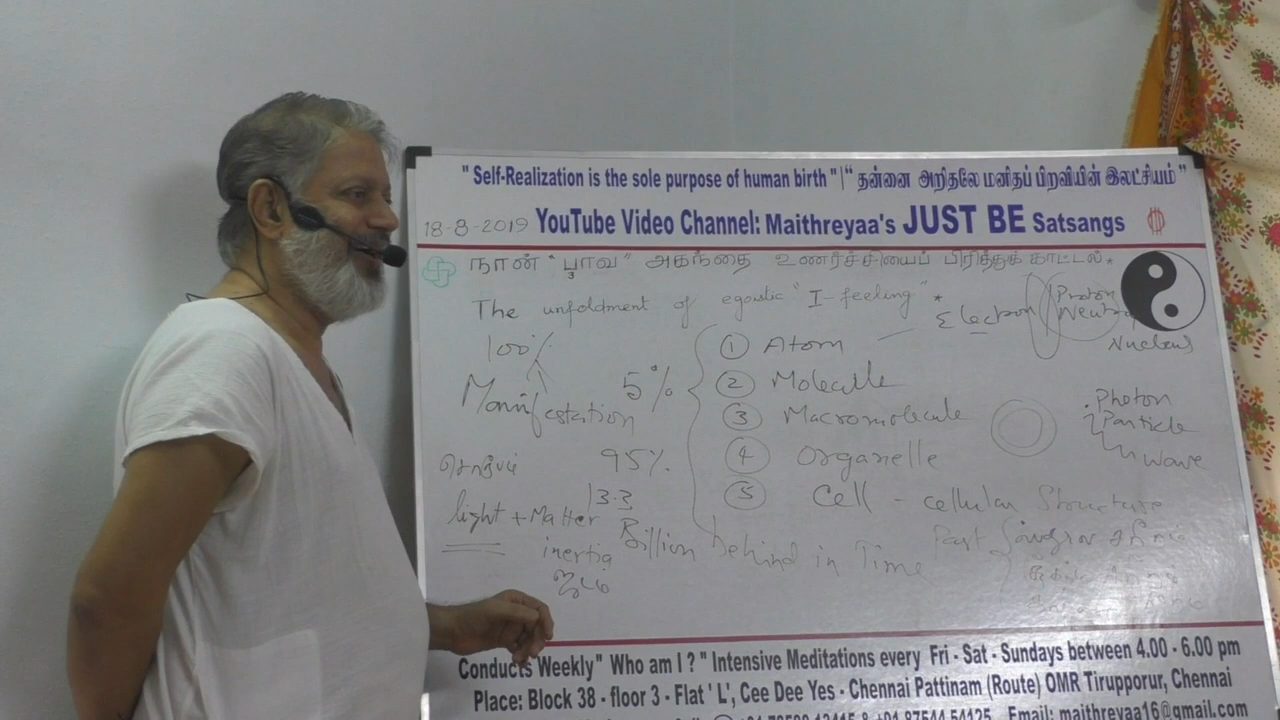 " Self-Realization is the sole purpose of human birth " | " தன்னை அறிதலே மனிதப் பிறவியின் இலட்சியம் "
18-8-2019 YouTube Video Channel: Maithreyaa's JUST BE Satsangs
நான் " அகந்தை உணர்ச்சியைப் பிரித்துக் காட்டல் *
The unfoldment of egoistic "I-feeling" *
Electron Proton
Neutron
Nucleus
100%
Manifestation 5%
① Atom
② Molecule
③ Macromolecule
④ Organelle
⑤ Cell - cellular Structure
Photon
Particle
wave
95%
light + Matter
inertia
ஜடம்
13.3
Billion behind in Time
Past
Conducts Weekly" Who am I ? " Intensive Meditations every Fri - Sat - Sundays between 4.00 - 6.00 pm
Place: Block 38 - floor 3 - Flat ' L', Cee Dee Yes - Chennai Pattinam (Route) OMR Tirupporur, Chennai
Email: maithreyaa16@gmail.com